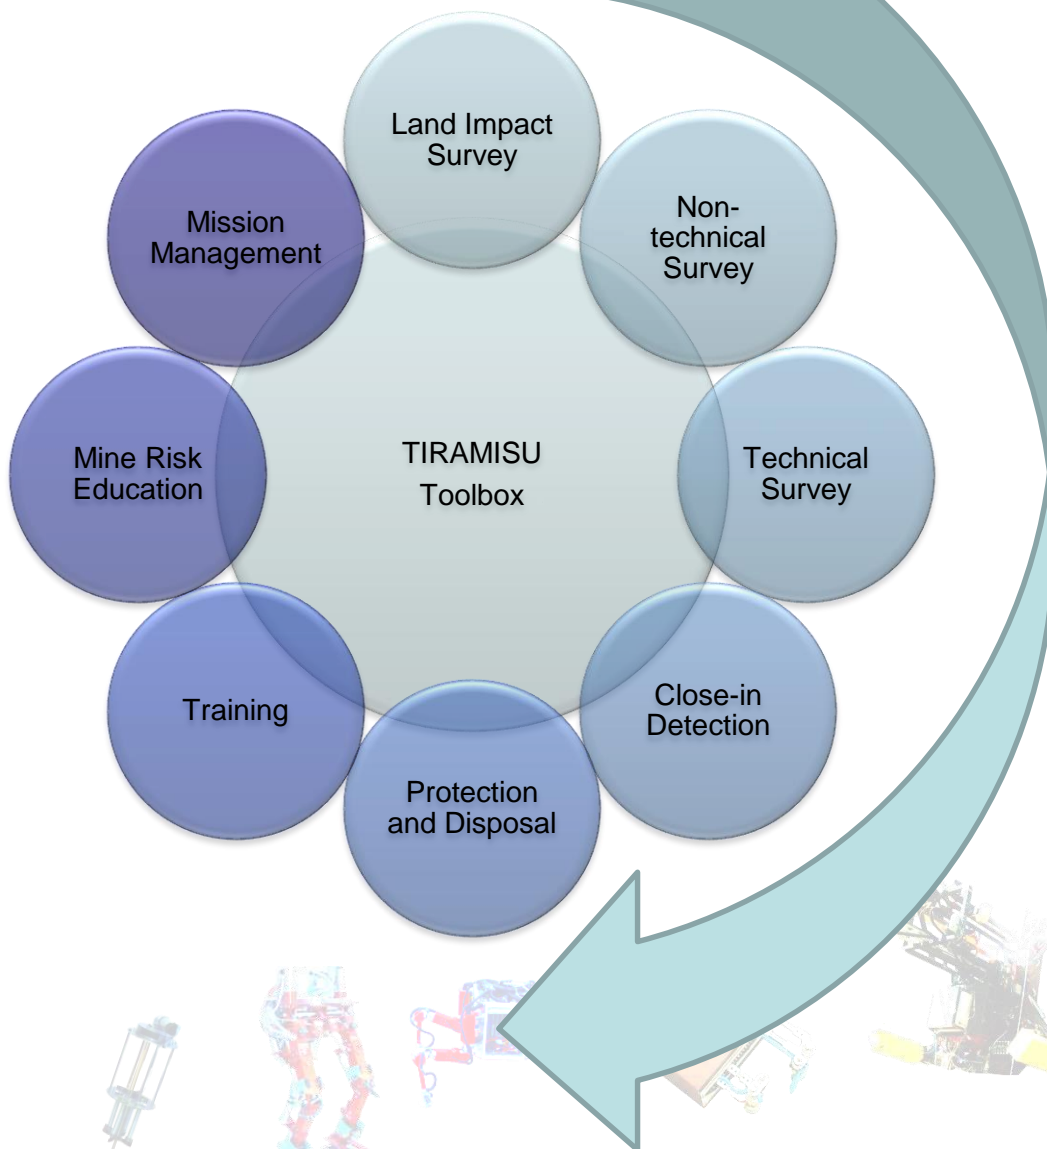 Land Impact
Survey
Non-
technical
Survey
Technical
Survey
Close-in
Detection
Protection
and Disposal
Training
Mine Risk
Education
Mission
Management
TIRAMISU
Toolbox